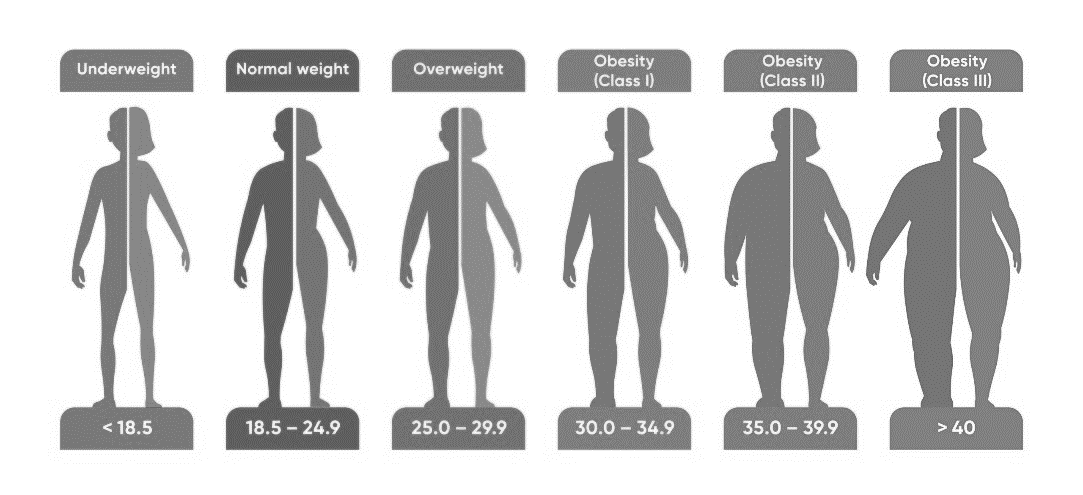 Underweight
Normal weight
Overweight
Obesity
(Class I)
Obesity
(Class II)
Obesity
(Class III)
< 18.5
18.5 – 24.9
25.0 – 29.9
30.0 – 34.9
35.0 – 39.9
> 40